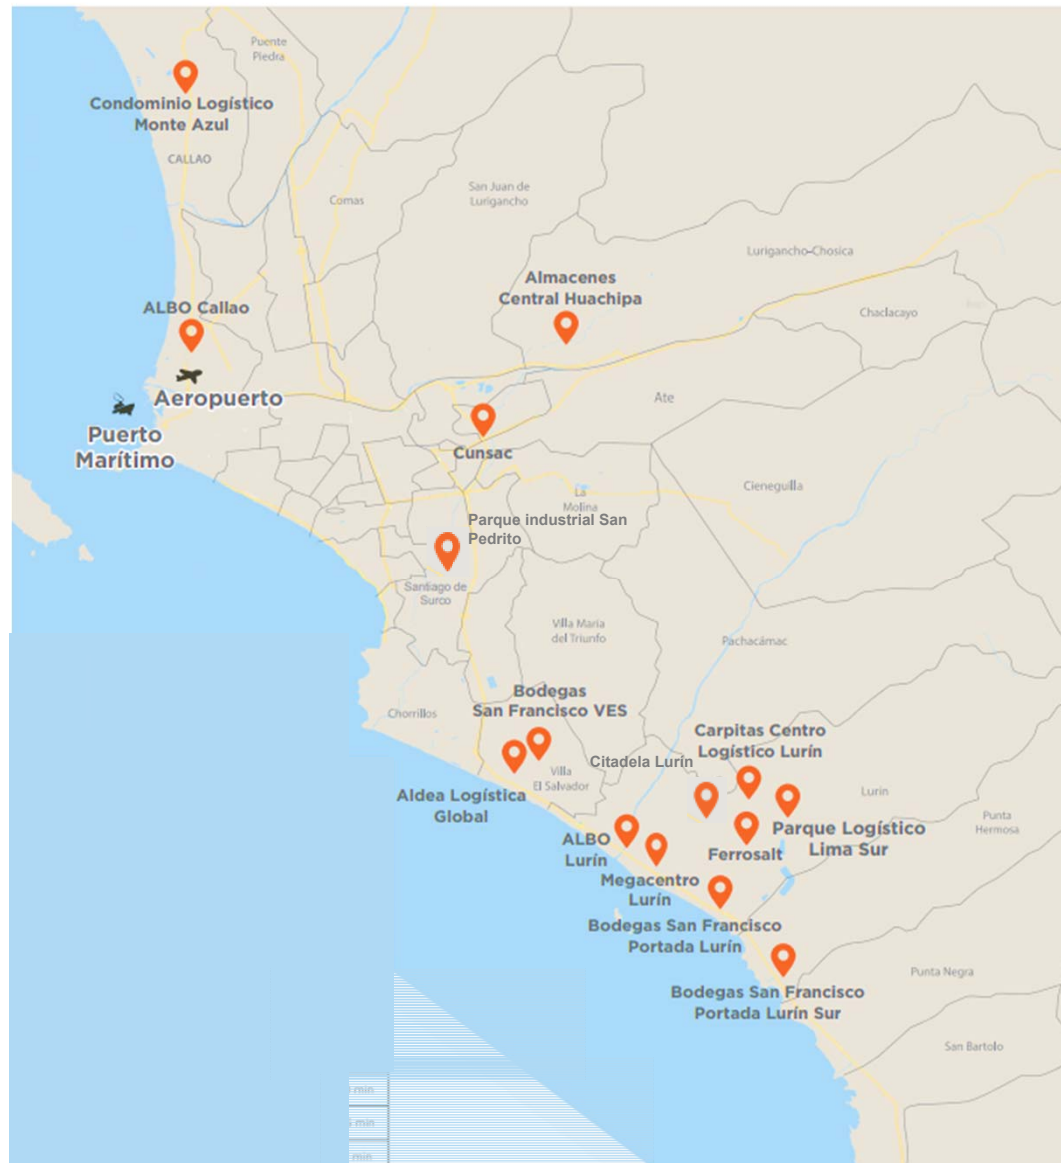 Puente
Piedra
Condominio Logístico
Monte Azul
CALLAO
San Juan de
Lurigancho
Comas
Lurigancho-Chosica
Almacenes
Central Huachipa
ALBO Callao
Chaclacayo
Aeropuerto
Ate
Puerto
Marítimo
Cunsac
Cieneguilla
La
Molina
Parque industrial San
Pedrito
Santiago de
Surco
Villa María
del Triunfo
Pachacámac
Bodegas
San Francisco VES
Chorrillos
Carpitas Centro
Logístico Lurín
Citadela Lurín
Villa
El Salvador
Aldea Logística
Global
Lurin
Punta
Hermosa
ALBO
Lurín
Ferrosalt
Parque Logístico
Lima Sur
Megacentro
Lurín
Bodegas San Francisco
Portada Lurín
Punta Negra
Bodegas San Francisco
Portada Lurín Sur
San Bartolo
min
min
min